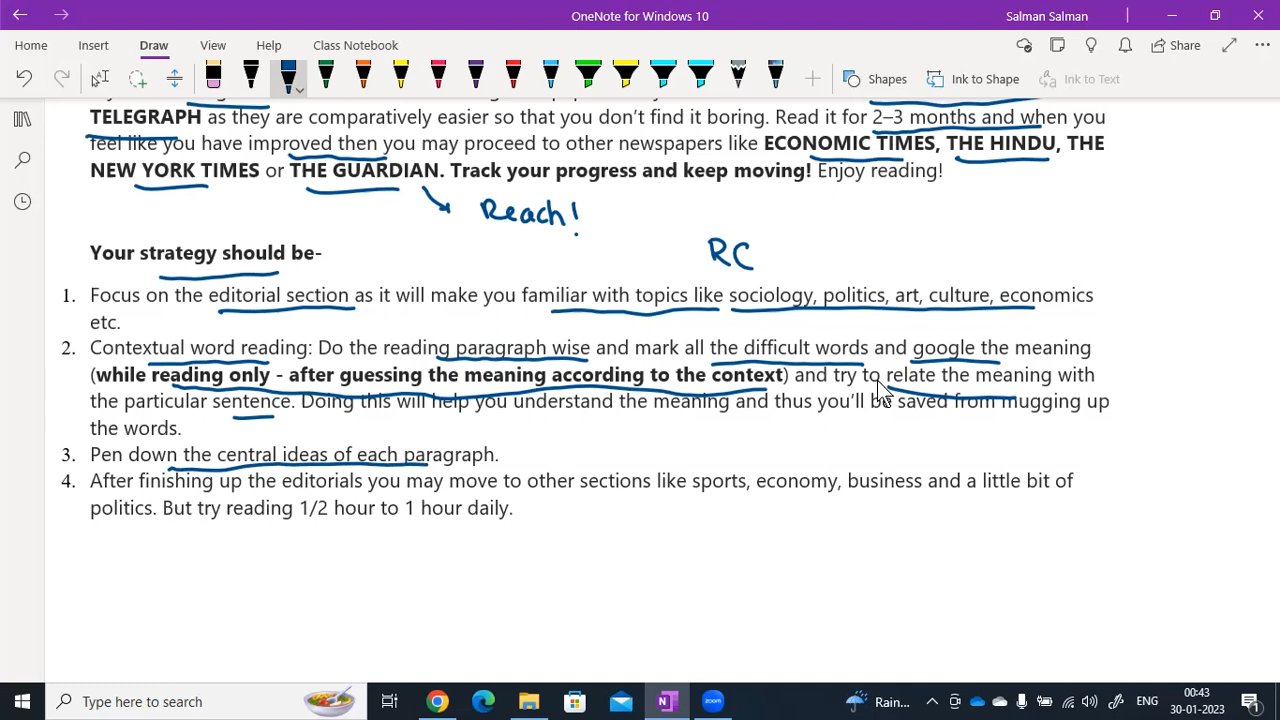 OneNote for Windows 10
Salman Salman
Home Insert Draw View Help Class Notebook
Share
Shapes Ink to Shape Ink to Text
TELEGRAPH as they are comparatively easier so that you don't find it boring. Read it for 2–3 months and when you
feel like you have improved then you may proceed to other newspapers like ECONOMIC TIMES, THE HINDU, THE
NEW YORK TIMES or THE GUARDIAN. Track your progress and keep moving! Enjoy reading!
Reach!
RC
Your strategy should be-
1. Focus on the editorial section as it will make you familiar with topics like sociology, politics, art, culture, economics
etc.
2. Contextual word reading: Do the reading paragraph wise and mark all the difficult words and google the meaning
(while reading only - after guessing the meaning according to the context) and try to relate the meaning with
the particular sentence. Doing this will help you understand the meaning and thus you'll be saved from mugging up
the words.
3. Pen down the central ideas of each paragraph.
4. After finishing up the editorials you may move to other sections like sports, economy, business and a little bit of
politics. But try reading 1/2 hour to 1 hour daily.
Type here to search
Rain...
ENG
00:43
30-01-2023